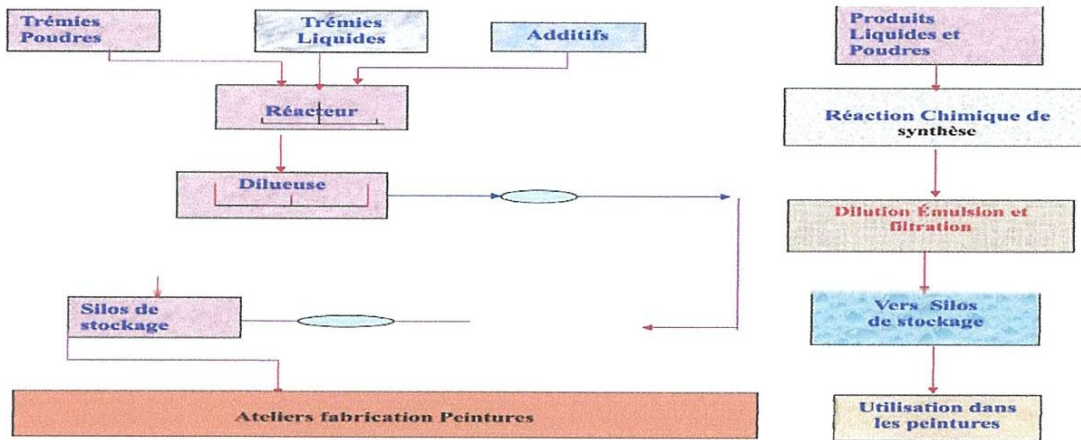 Trémies
Poudres
Trémies
Liquides
Additifs
Réacteur
Dilueuse
Silos de
stockage
Ateliers fabrication Peintures
Produits
Liquides et
Poudres
Réaction Chimique de
synthèse
Dilution Émulsion et
filtration
Vers Silos
de stockage
Utilisation dans
les peintures